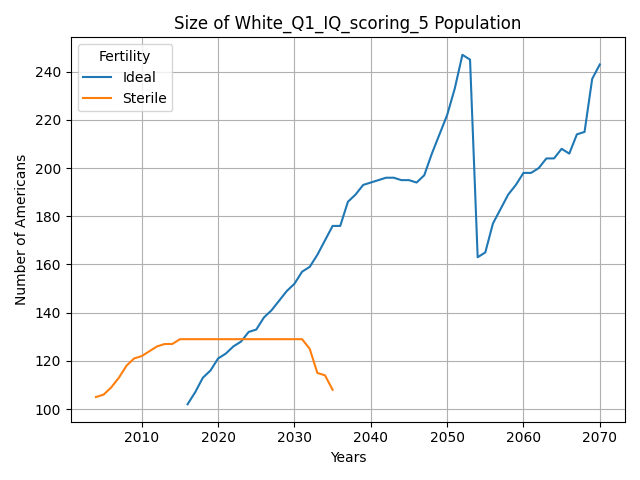 Size of White_Q1_IQ_scoring_5 Population
Fertility
Ideal
Sterile
Number of Americans
240
220
200
180
160
140
120
100
2010 2020 2030 2040 2050 2060 2070
Years